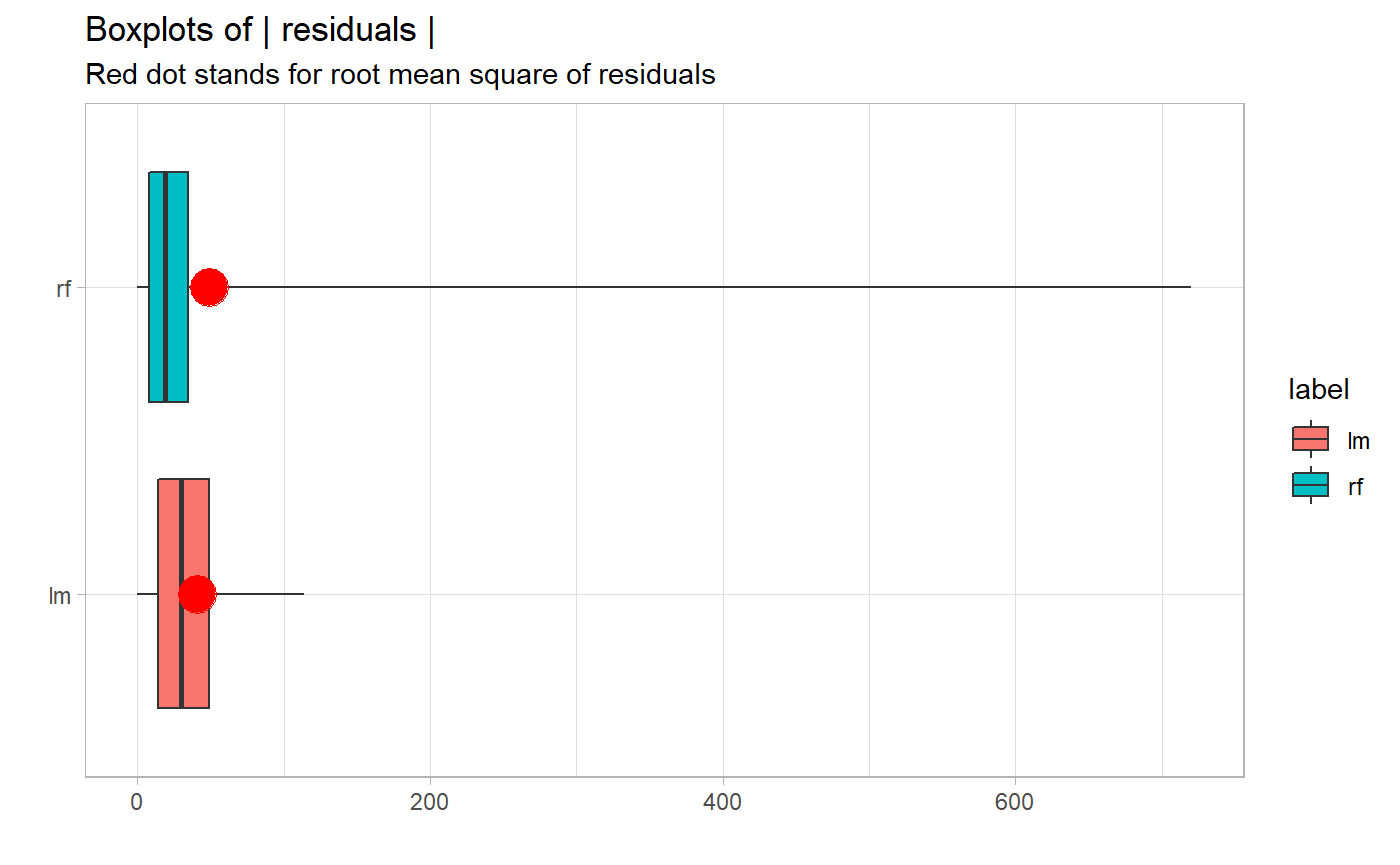 Boxplots of | residuals |
Red dot stands for root mean square of residuals
rf
lm
0 200 400 600
label
lm
rf